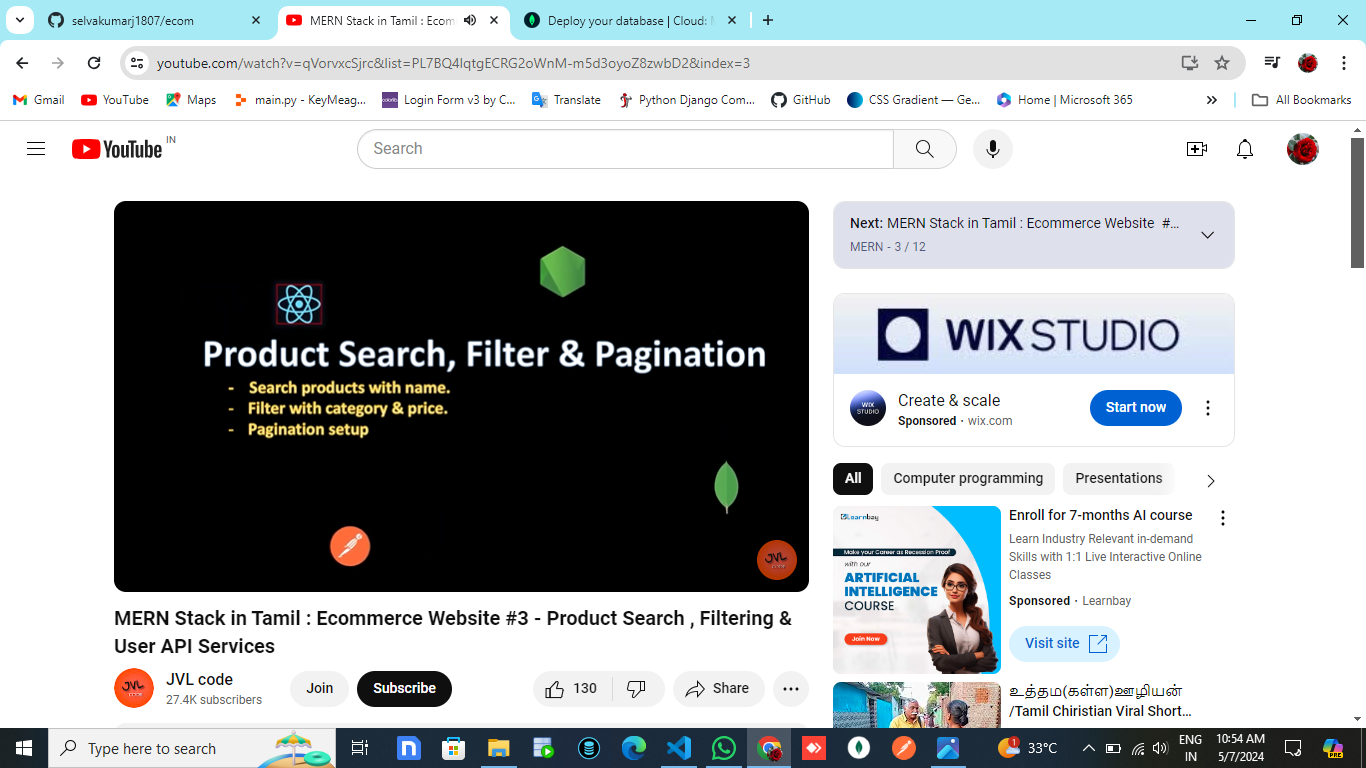 selvakumarj1807/ecom
MERN Stack in Tamil : Ecom
Deploy your database | Cloud:
youtube.com/watch?v=qVorvxcSjrc&list=PL7BQ4lqtgECRG2oWnM-m5d3oyoZ8zwbD2&index=3
Gmail
YouTube
Maps
main.py - KeyMeag...
Login Form v3 by C...
Translate
Python Django Com...
GitHub
CSS Gradient — Ge...
Home | Microsoft 365
All Bookmarks
YouTube IN
Search
Product Search, Filter & Pagination
- Search products with name.
- Filter with category & price.
- Pagination setup
JVL
CODE
MERN Stack in Tamil : Ecommerce Website #3 - Product Search , Filtering &
User API Services
JVL
CODE
JVL code
27.4K subscribers
Join
Subscribe
130
Share
Next: MERN Stack in Tamil : Ecommerce Website #...
MERN - 3 / 12
WIX STUDIO
WIX
STUDIO
Create & scale
Sponsored · wix.com
Start now
All
Computer programming
Presentations
Learnbay
Make your Career as Recession Proof
with our
ARTIFICIAL
INTELLIGENCE
COURSE
Join Now
Enroll for 7-months AI course
Learn Industry Relevant in-demand
Skills with 1:1 Live Interactive Online
Classes
Sponsored · Learnbay
Visit site
உத்தம(கள்ள)ஊழியன்
/Tamil Chiristian Viral Short...
Type here to search
1
33°C
ENG
IN
10:54 AM
5/7/2024
PRE